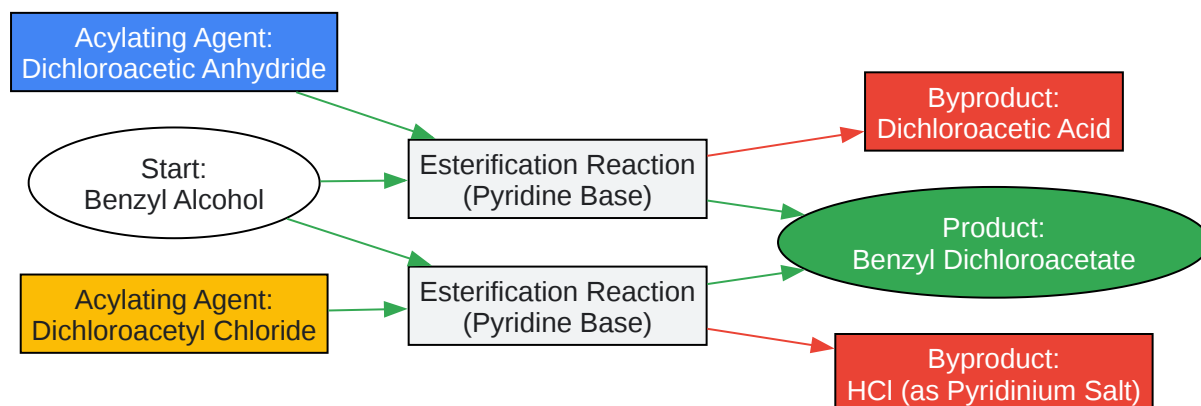 Acylating Agent:
Dichloroacetic Anhydride
Start:
Benzyl Alcohol
Acylating Agent:
Dichloroacetyl Chloride
Esterification Reaction
(Pyridine Base)
Esterification Reaction
(Pyridine Base)
Byproduct:
Dichloroacetic Acid
Product:
Benzyl Dichloroacetate
Byproduct:
HCl (as Pyridinium Salt)